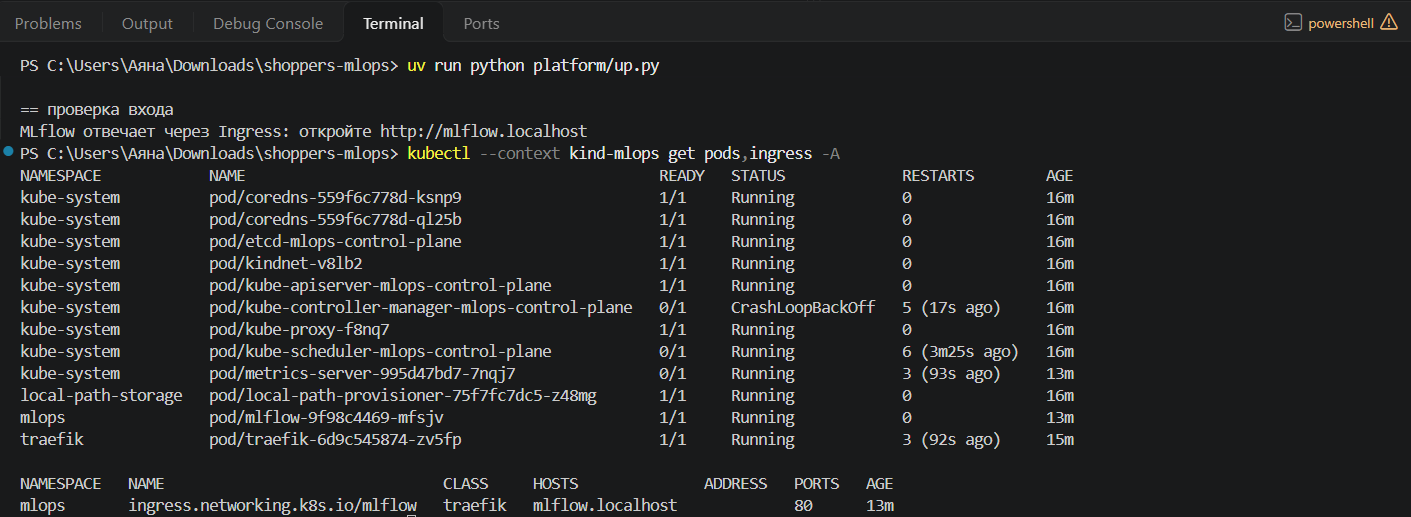 Problems Output Debug Console Terminal Ports powershell
PS C:\Users\Аяна\Downloads\shoppers-mlops> uv run python platform/up.py
== проверка входа
MLflow отвечает через Ingress: откройте http://mlflow.localhost
PS C:\Users\Аяна\Downloads\shoppers-mlops> kubectl --context kind-mlops get pods,ingress -A
NAMESPACE NAME READY STATUS RESTARTS AGE
kube-system pod/coredns-559f6c778d-ksnp9 1/1 Running 0 16m
kube-system pod/coredns-559f6c778d-ql25b 1/1 Running 0 16m
kube-system pod/etcd-mlops-control-plane 1/1 Running 0 16m
kube-system pod/kindnet-v8lb2 1/1 Running 0 16m
kube-system pod/kube-apiserver-mlops-control-plane 1/1 Running 0 16m
kube-system pod/kube-controller-manager-mlops-control-plane 0/1 CrashLoopBackOff 5 (17s ago) 16m
kube-system pod/kube-proxy-f8nq7 1/1 Running 0 16m
kube-system pod/kube-scheduler-mlops-control-plane 0/1 Running 6 (3m25s ago) 16m
kube-system pod/metrics-server-995d47bd7-7nqj7 0/1 Running 3 (93s ago) 13m
local-path-storage pod/local-path-provisioner-75f7fc7dc5-z48mg 1/1 Running 0 16m
mlops pod/mlflow-9f98c4469-mfsjv 1/1 Running 0 13m
traefik pod/traefik-6d9c545874-zv5fp 1/1 Running 3 (92s ago) 15m
NAMESPACE NAME CLASS HOSTS ADDRESS PORTS AGE
mlops ingress.networking.k8s.io/mlflow traefik mlflow.localhost 80 13m